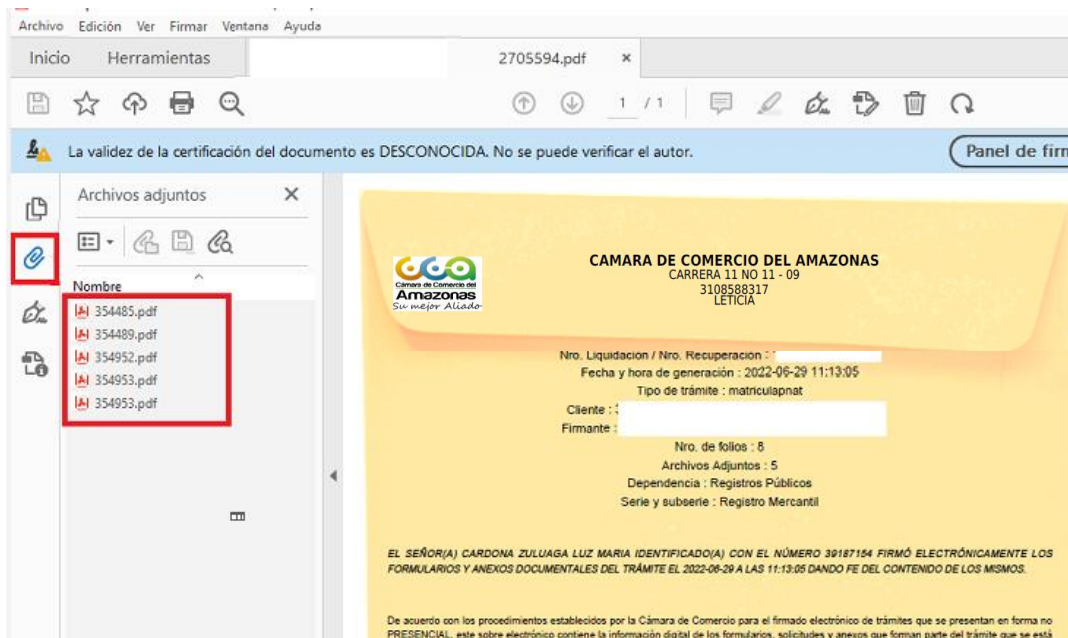 Archivo Edición Ver Firmar Ventana Ayuda
Inicio Herramientas 2705594.pdf ×
1 / 1
La validez de la certificación del documento es DESCONOCIDA. No se puede verificar el autor. Panel de firm
Archivos adjuntos
Nombre
354485.pdf
354489.pdf
354952.pdf
354953.pdf
354953.pdf
cca
Cámara de Comercio del
Amazonas
Su mejor Aliado
CAMARA DE COMERCIO DEL AMAZONAS
CARRERA 11 NO 11 - 09
3108588317
LETICIA
Nro. Liquidación / Nro. Recuperación :
Fecha y hora de generación : 2022-06-29 11:13:05
Tipo de trámite : matriculapnat
Cliente :
Firmante :
Nro. de folios : 8
Archivos Adjuntos : 5
Dependencia : Registros Públicos
Serie y subserie : Registro Mercantil
EL SEÑOR(A) CARDONA ZULUAGA LUZ MARIA IDENTIFICADO(A) CON EL NÚMERO 39187154 FIRMÓ ELECTRÓNICAMENTE LOS
FORMULARIOS Y ANEXOS DOCUMENTALES DEL TRÁMITE EL 2022-06-29 A LAS 11:13:05 DANDO FE DEL CONTENIDO DE LOS MISMOS.
De acuerdo con los procedimientos establecidos por la Cámara de Comercio para el firmado electrónico de trámites que se presentan en forma no
PRESENCIAL, este sobre electrónico contiene la información digital de los formularios, solicitudes y anexos que forman parte del trámite que se está